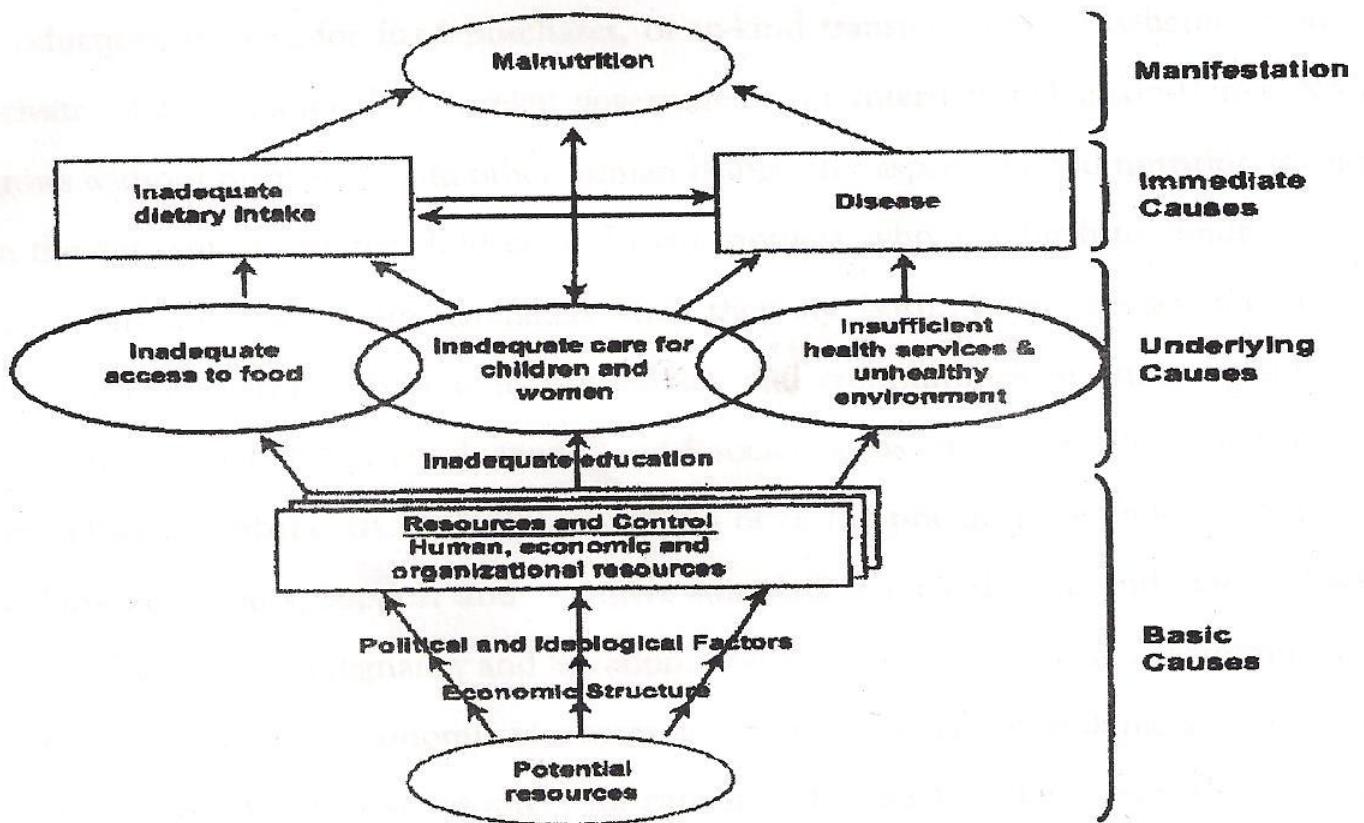 Malnutrition
Manifestation
Inadequate
dietary intake
Disease
Immediate
Causes
Inadequate
access to food
Inadequate care for
children and
women
Insufficient
health services &
unhealthy
environment
Underlying
Causes
Inadequate education
Resources and Control
Human, economic and
organizational resources
Political and Ideological Factors
Economic Structure
Basic
Causes
Potential
resources